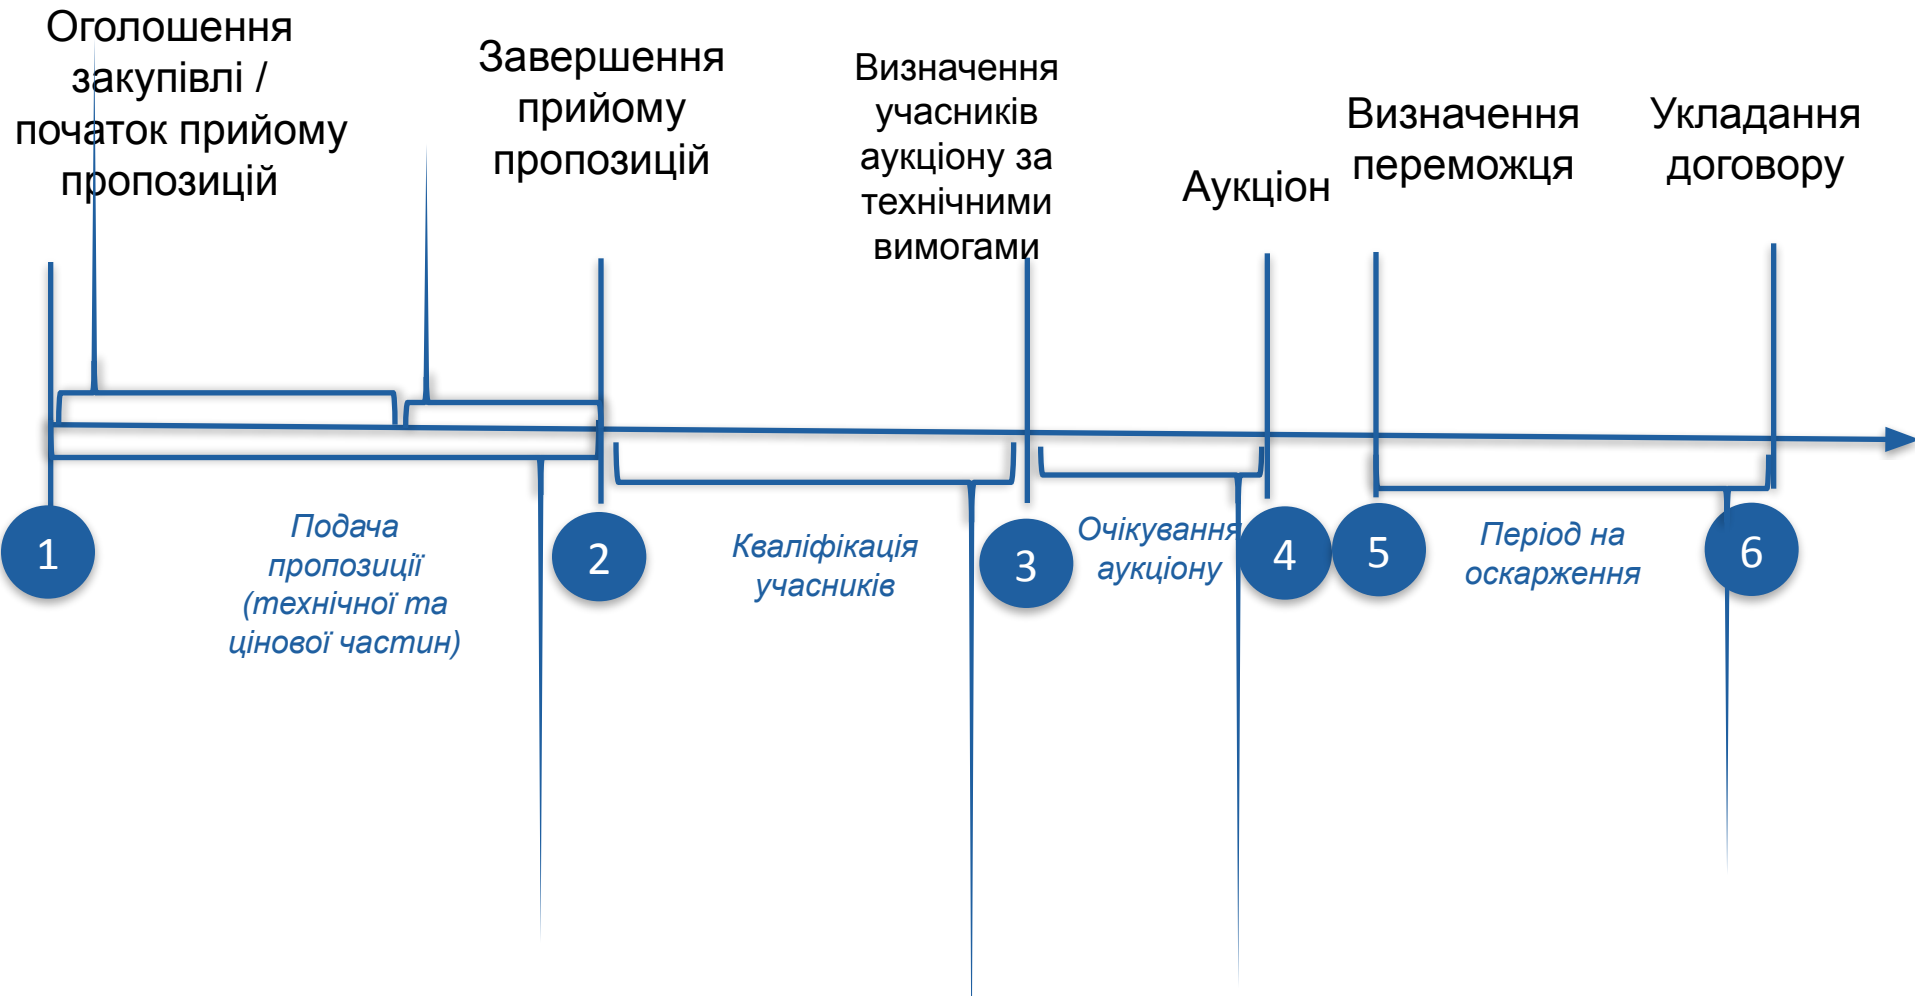 Оголошення
закупівлі /
початок прийому
пропозицій
Завершення
прийому
пропозицій
Визначення
учасників
аукціону за
технічними
вимогами
Аукціон
Визначення
переможця
Укладання
договору
1
Подача
пропозиції
(технічної та
цінової частин)
2
Кваліфікація
учасників
3
Очікування
аукціону
4
5
Період на
оскарження
6